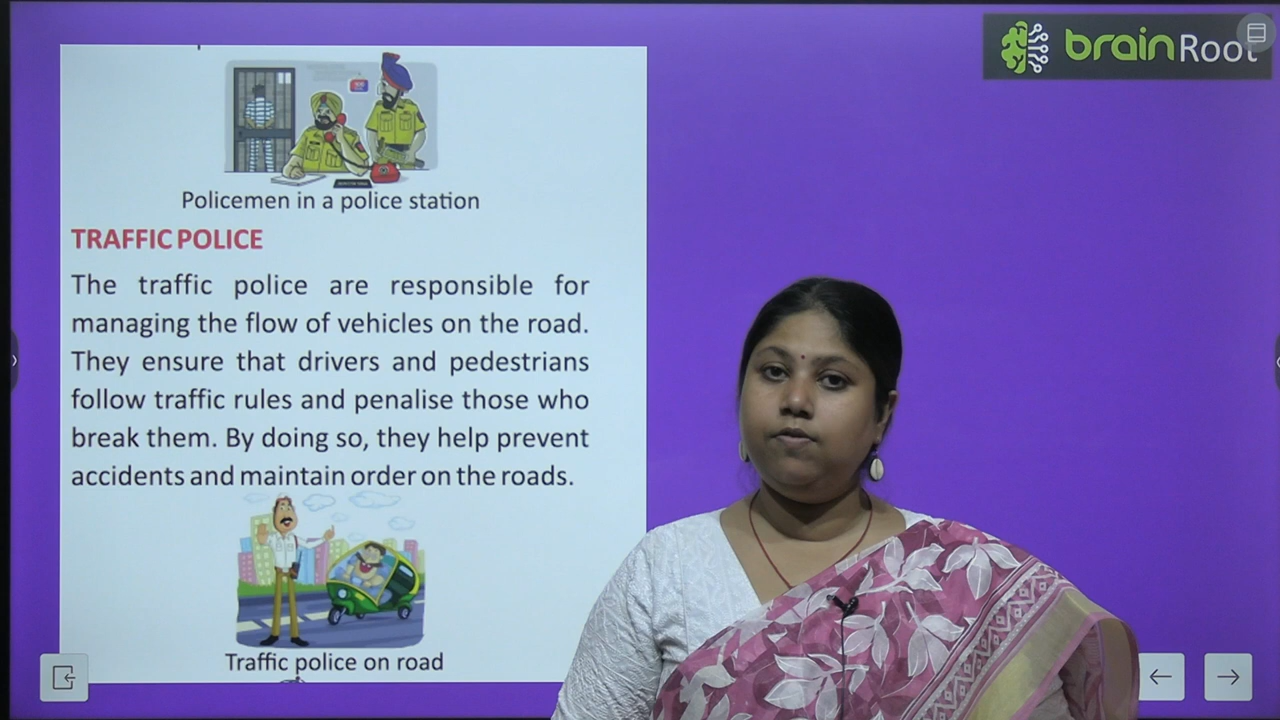 brainRoot
Policemen in a police station
TRAFFIC POLICE
The traffic police are responsible for
managing the flow of vehicles on the road.
They ensure that drivers and pedestrians
follow traffic rules and penalise those who
break them. By doing so, they help prevent
accidents and maintain order on the roads.
Traffic police on road